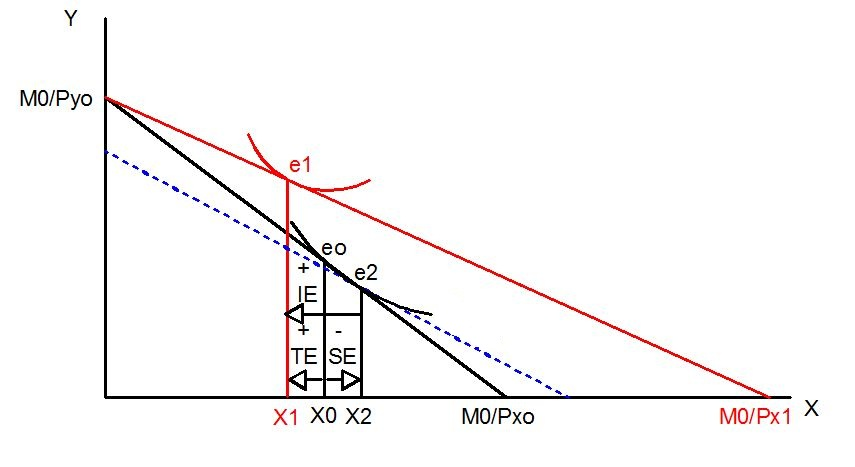 Y
M0/Pyo
e1
eo
+
e2
IE
+ -
TE SE
X1 X0 X2 M0/Pxo M0/Px1 X